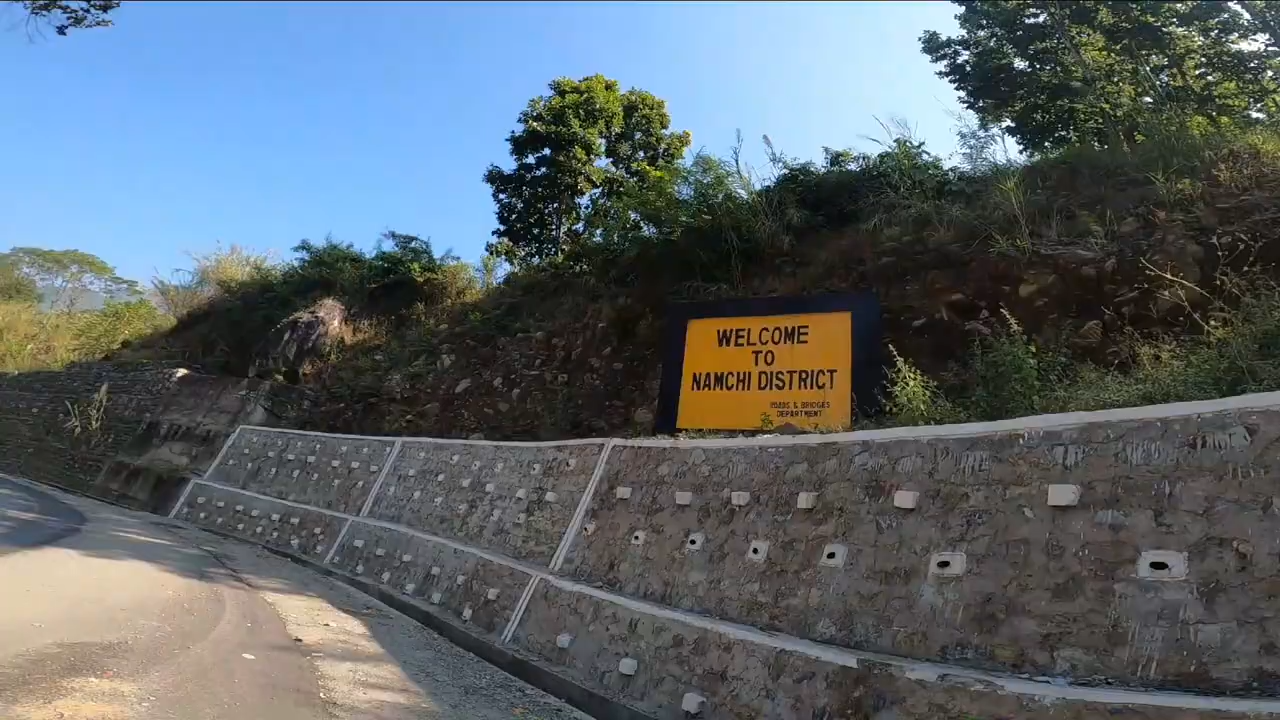 WELCOME
TO
NAMCHI DISTRICT
ROADS & BRIDGES
DEPARTMENT